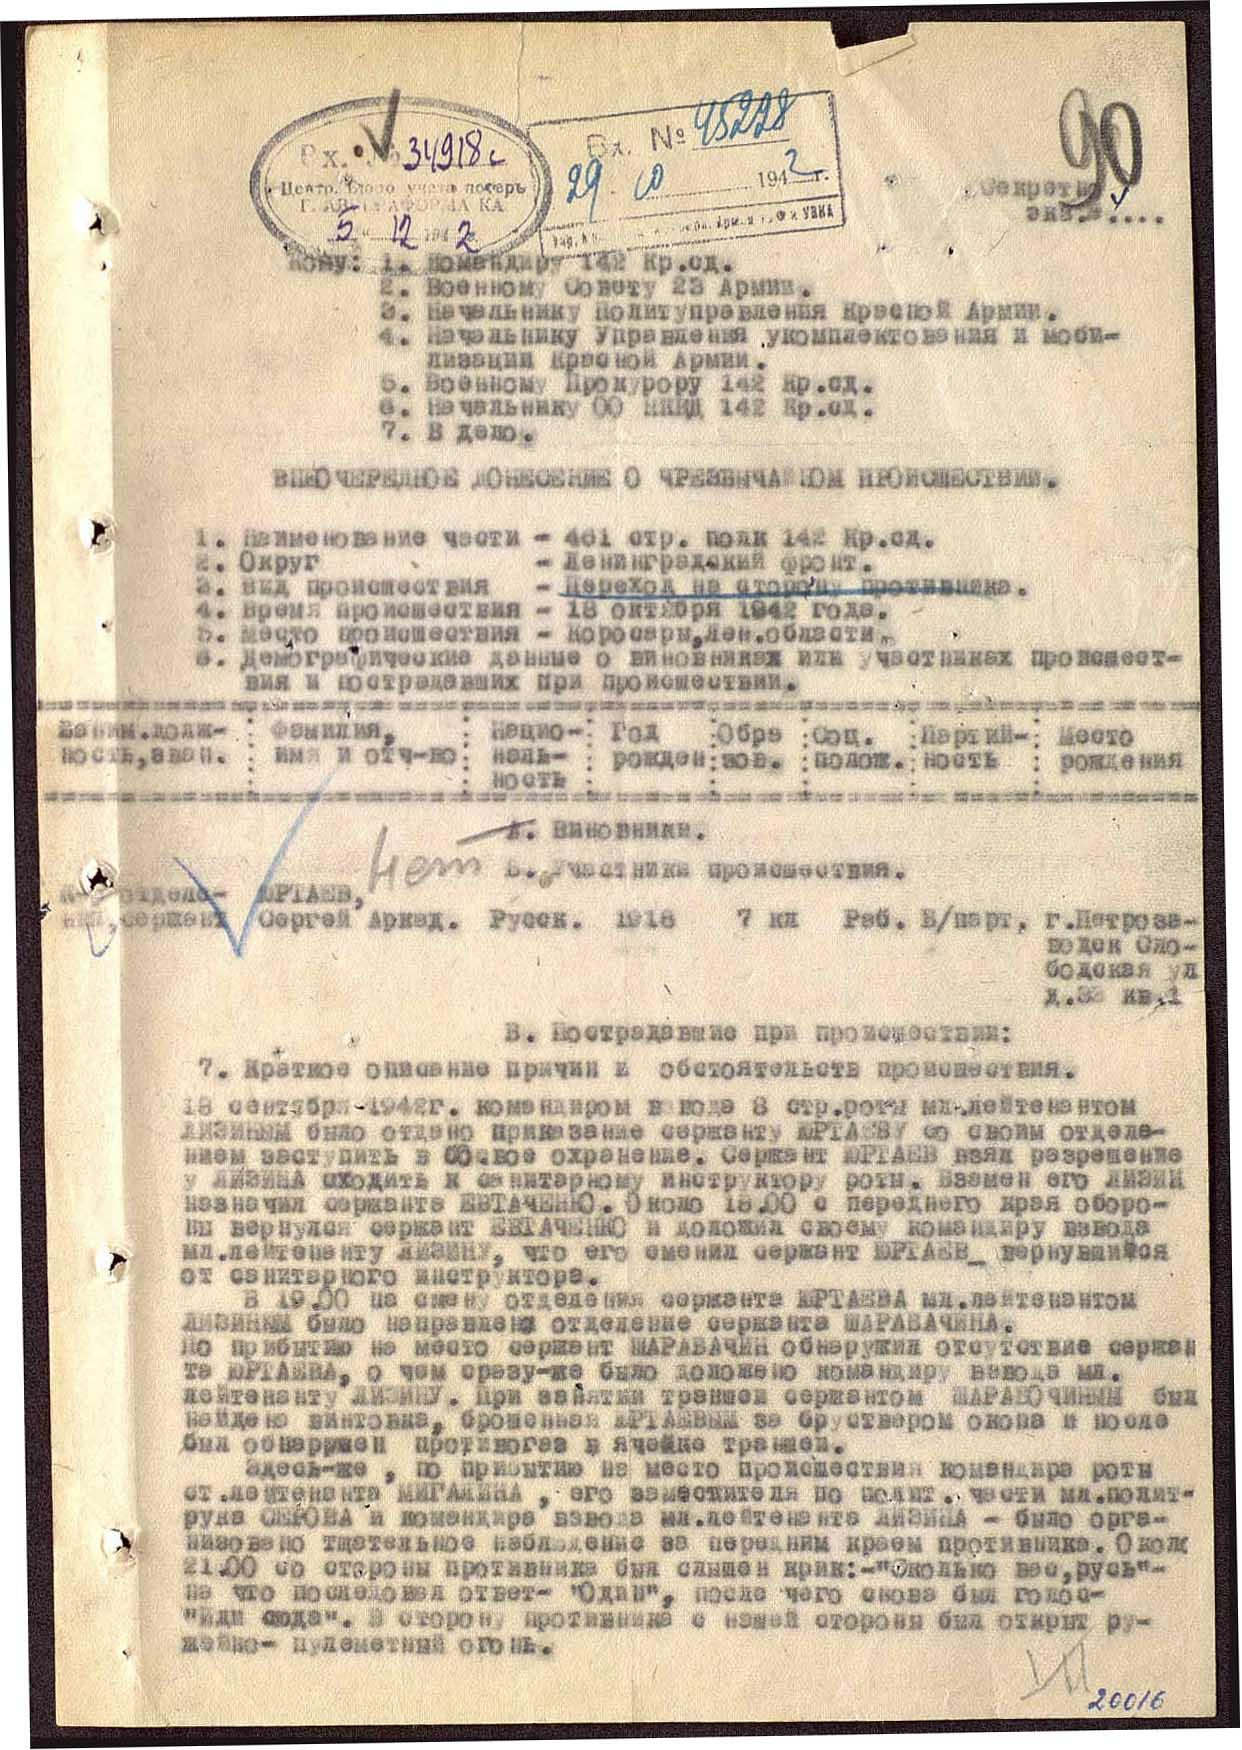 90
Вх. № 34918с
Центр. Бюро учета потерь
5 " 12 1942
Вх. № 45228
29 10 1942 г.
Секретно
экз.№....
Кому: 1. Командиру 142 Кр.сд.
2. Военному Совету 23 Армии.
3. Начальнику Политуправления Красной Армии.
4. Начальнику Управления укомплектования и моби-
лизации Красной Армии.
5. Военному Прокурору 142 Кр.сд.
6. Начальнику ОО НКВД 142 Кр.сд.
7. В дело.
ВНЕОЧЕРЕДНОЕ ДОНЕСЕНИЕ О ЧРЕЗВЫЧАЙНОМ ПРОИСШЕСТВИИ.
1. Наименование части - 461 стр. полк 142 Кр.сд.
2. Округ - Ленинградский фронт.
3. Вид происшествия - Переход на сторону противника.
4. Время происшествия - 18 октября 1942 года.
5. Место происшествия - Коросары, Лен.области.
6. Демографические данные о виновниках или участниках происшест-
вия и пострадавших при происшествии.
Заним.долж- : Фамилия, : Нацио- : Год : Обра : Соц. : Партий- : Место
ность, зван. : имя и отч-во : наль- : рожден : зов. : полож. : ность : рождения
ность
А. Виновники.
нет
Б. Участники происшествия.
К-р отделе- ЮРТАЕВ,
ния, сержант Сергей Аркад. Русск. 1918 7 кл Раб. Б/парт, г.Петроза-
водск Сло-
бодская ул
д.33 кв.1
В. Пострадавшие при происшествии:
7. Краткое описание причин и обстоятельств происшествия.
18 сентября-1942г. командиром взвода 8 стр.роты мл.лейтенантом
ЛИЗИНЫМ было отдано приказание сержанту ЮРТАЕВУ со своим отделе-
нием заступить в боевое охранение. Сержант ЮРТАЕВ взял разрешение
у ЛИЗИНА сходить к санитарному инструктору роты. Взамен его ЛИЗИН
назначил сержанта ЕВТАЧЕНКО. Около 18.00 с переднего края оборо-
ны вернулся сержант ЕВТАЧЕНКО и доложил своему командиру взвода
мл.лейтенанту ЛИЗИНУ, что его сменил сержант ЮРТАЕВ_ вернувшийся
от санитарного инструктора.
В 19.00 на смену отделения сержанта ЮРТАЕВА мл.лейтенантом
ЛИЗИНЫМ было направлено отделение сержанта ШАРАБАЧИНА.
По прибытию на место сержант ШАРАБАЧИН обнаружил отсутствие сержан
та ЮРТАЕВА, о чем сразу-же было доложено командиру взвода мл.
лейтенанту ЛИЗИНУ. При занятии траншеи сержантом ШАРАБОЧИНЫМ был
найдена винтовка, брошенная ЮРТАЕВЫМ за бруствером окопа и после
был обнаружен противогаз в ячейке траншеи.
Здесь-же , по прибытию на место происшествия командира роты
ст.лейтенанта МИГАЛИНА , его заместителя по полит. части мл.полит-
рука СЕРОВА и командира взвода мл.лейтенанта ЛИЗИНА - было орга-
низовано тщательное наблюдение за передним краем противника. Около
21.00 со стороны противника был слышен крик:-"Сколько вас,русь"-
на что последовал ответ- "Один", после чего снова был голос-
"Иди сюда". В сторону противника с нашей стороны был открыт ру-
жейно- пулеметный огонь.
20016